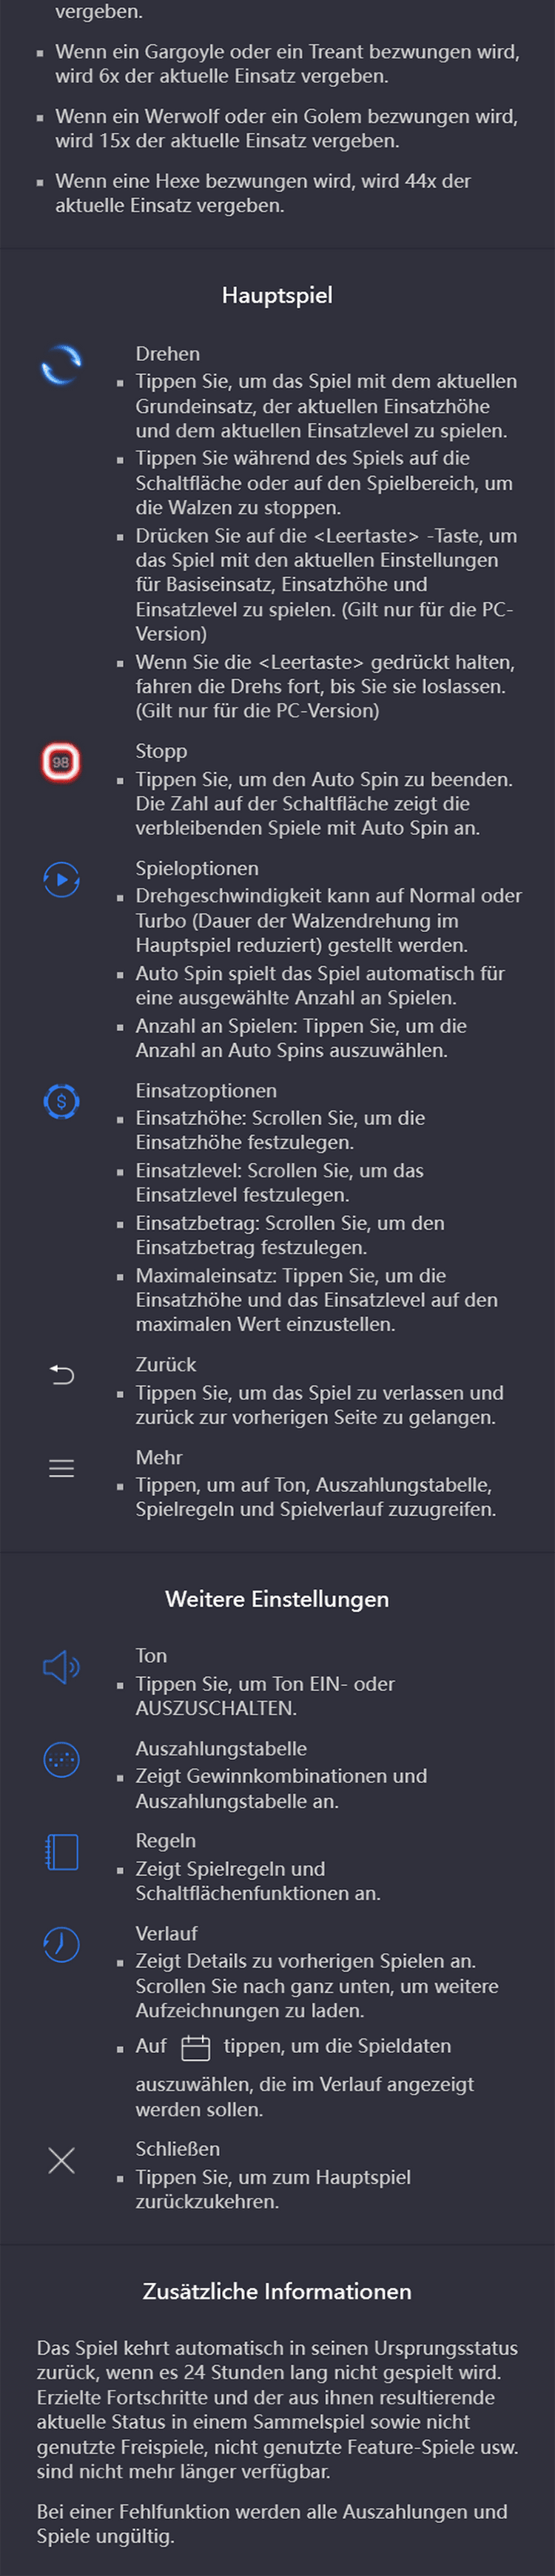 vergeben.
Wenn ein Gargoyle oder ein Treant bezwungen wird,
wird 6x der aktuelle Einsatz vergeben.
Wenn ein Werwolf oder ein Golem bezwungen wird,
wird 15x der aktuelle Einsatz vergeben.
Wenn eine Hexe bezwungen wird, wird 44x der
aktuelle Einsatz vergeben.
Hauptspiel
Drehen
Tippen Sie, um das Spiel mit dem aktuellen
Grundeinsatz, der aktuellen Einsatzhöhe
und dem aktuellen Einsatzlevel zu spielen.
Tippen Sie während des Spiels auf die
Schaltfläche oder auf den Spielbereich, um
die Walzen zu stoppen.
Drücken Sie auf die <Leertaste> -Taste, um
das Spiel mit den aktuellen Einstellungen
für Basiseinsatz, Einsatzhöhe und
Einsatzlevel zu spielen. (Gilt nur für die PC-
Version)
Wenn Sie die <Leertaste> gedrückt halten,
fahren die Drehs fort, bis Sie sie loslassen.
(Gilt nur für die PC-Version)
98
Stopp
Tippen Sie, um den Auto Spin zu beenden.
Die Zahl auf der Schaltfläche zeigt die
verbleibenden Spiele mit Auto Spin an.
Spieloptionen
Drehgeschwindigkeit kann auf Normal oder
Turbo (Dauer der Walzendrehung im
Hauptspiel reduziert) gestellt werden.
Auto Spin spielt das Spiel automatisch für
eine ausgewählte Anzahl an Spielen.
Anzahl an Spielen: Tippen Sie, um die
Anzahl an Auto Spins auszuwählen.
$
Einsatzoptionen
Einsatzhöhe: Scrollen Sie, um die
Einsatzhöhe festzulegen.
Einsatzlevel: Scrollen Sie, um das
Einsatzlevel festzulegen.
Einsatzbetrag: Scrollen Sie, um den
Einsatzbetrag festzulegen.
Maximaleinsatz: Tippen Sie, um die
Einsatzhöhe und das Einsatzlevel auf den
maximalen Wert einzustellen.
Zurück
Tippen Sie, um das Spiel zu verlassen und
zurück zur vorherigen Seite zu gelangen.
Mehr
Tippen, um auf Ton, Auszahlungstabelle,
Spielregeln und Spielverlauf zuzugreifen.
Weitere Einstellungen
Ton
Tippen Sie, um Ton EIN- oder
AUSZUSCHALTEN.
Auszahlungstabelle
Zeigt Gewinnkombinationen und
Auszahlungstabelle an.
Regeln
Zeigt Spielregeln und
Schaltflächenfunktionen an.
Verlauf
Zeigt Details zu vorherigen Spielen an.
Scrollen Sie nach ganz unten, um weitere
Aufzeichnungen zu laden.
Auf tippen, um die Spieldaten
auszuwählen, die im Verlauf angezeigt
werden sollen.
Schließen
Tippen Sie, um zum Hauptspiel
zurückzukehren.
Zusätzliche Informationen
Das Spiel kehrt automatisch in seinen Ursprungsstatus
zurück, wenn es 24 Stunden lang nicht gespielt wird.
Erzielte Fortschritte und der aus ihnen resultierende
aktuelle Status in einem Sammelspiel sowie nicht
genutzte Freispiele, nicht genutzte Feature-Spiele usw.
sind nicht mehr länger verfügbar.
Bei einer Fehlfunktion werden alle Auszahlungen und
Spiele ungültig.